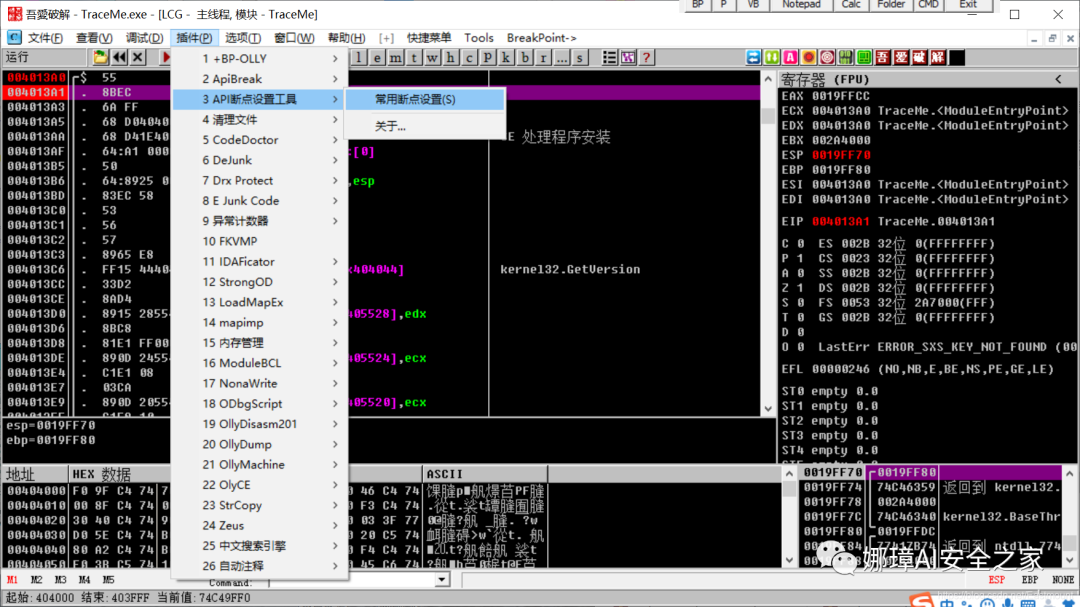 BP P VB Notepad Calc Folder CMD Exit
吾爱破解 - TraceMe.exe - [LCG - 主线程, 模块 - TraceMe]
文件(F) 查看(V) 调试(D) 插件(P) 选项(T) 窗口(W) 帮助(H) [+] 快捷菜单 Tools BreakPoint->
运行
l e m t w h c p k b r ... s
吾 爱 破 解
1 +BP-OLLY
2 ApiBreak
3 API断点设置工具
4 清理文件
5 CodeDoctor
6 DeJunk
7 Drx Protect
8 E Junk Code
9 异常计数器
10 FKVMP
11 IDAFicator
12 StrongOD
13 LoadMapEx
14 mapimp
15 内存管理
16 ModuleBCL
17 NonaWrite
18 ODbgScript
19 OllyDisasm201
20 OllyDump
21 OllyMachine
22 OlyCE
23 StrCopy
24 Zeus
25 中文搜索引擎
26 自动注释
常用断点设置(S)
关于...
004013A0 $ 55
004013A1 . 8BEC
004013A3 . 6A FF
004013A5 . 68 D04040
004013AA . 68 D41E40
E 处理程序安装
004013AF . 64:A1 000
:[0]
004013B5 . 50
004013B6 . 64:8925 0
,esp
004013BD . 83EC 58
004013C0 . 53
004013C1 . 56
004013C2 . 57
004013C3 . 8965 E8
004013C6 . FF15 4440
x404044]
kernel32.GetVersion
004013CC . 33D2
004013CE . 8AD4
004013D0 . 8915 2855
405528],edx
004013D6 . 8BC8
004013D8 . 81E1 FF00
004013DE . 890D 2455
405524],ecx
004013E4 . C1E1 08
004013E7 . 03CA
004013E9 . 890D 2055
405520],ecx
esp=0019FF70
ebp=0019FF80
寄存器 (FPU)
EAX 0019FFCC
ECX 004013A0 TraceMe.<ModuleEntryPoint>
EDX 004013A0 TraceMe.<ModuleEntryPoint>
EBX 002A4000
ESP 0019FF70
EBP 0019FF80
ESI 004013A0 TraceMe.<ModuleEntryPoint>
EDI 004013A0 TraceMe.<ModuleEntryPoint>
EIP 004013A1 TraceMe.004013A1
C 0 ES 002B 32位 0(FFFFFFFF)
P 1 CS 0023 32位 0(FFFFFFFF)
A 0 SS 002B 32位 0(FFFFFFFF)
Z 1 DS 002B 32位 0(FFFFFFFF)
S 0 FS 0053 32位 2A7000(FFF)
T 0 GS 002B 32位 0(FFFFFFFF)
D 0
O 0 LastErr ERROR_SXS_KEY_NOT_FOUND (00
EFL 00000246 (NO,NB,E,BE,NS,PE,GE,LE)
ST0 empty 0.0
ST1 empty 0.0
ST2 empty 0.0
ST3 empty 0.0
ST4 empty 0.0
地址 HEX 数据 ASCII
00404000 F0 9F C4 74
00404010 00 8F C4 74
00404020 30 40 C4 74
00404030 D0 5E C4 74
00404040 80 A2 C4 74
0 46 C4 74
0 F3 C4 74
0 03 3F 77
0 20 C5 74
0 F4 C4 74
0019FF70 0019FF80
0019FF74 74C46359 返回到 kernel32.
0019FF78 002A4000
0019FF7C 74C46340 kernel32.BaseThr
0019FF80 0019FFDC
77417B74 返回到 ntdll.774
娜璋AI安全之家
M1 M2 M3 M4 M5
Command:
ESP EBP NONE
起始: 404000 结束: 403FFF 当前值: 74C49FF0